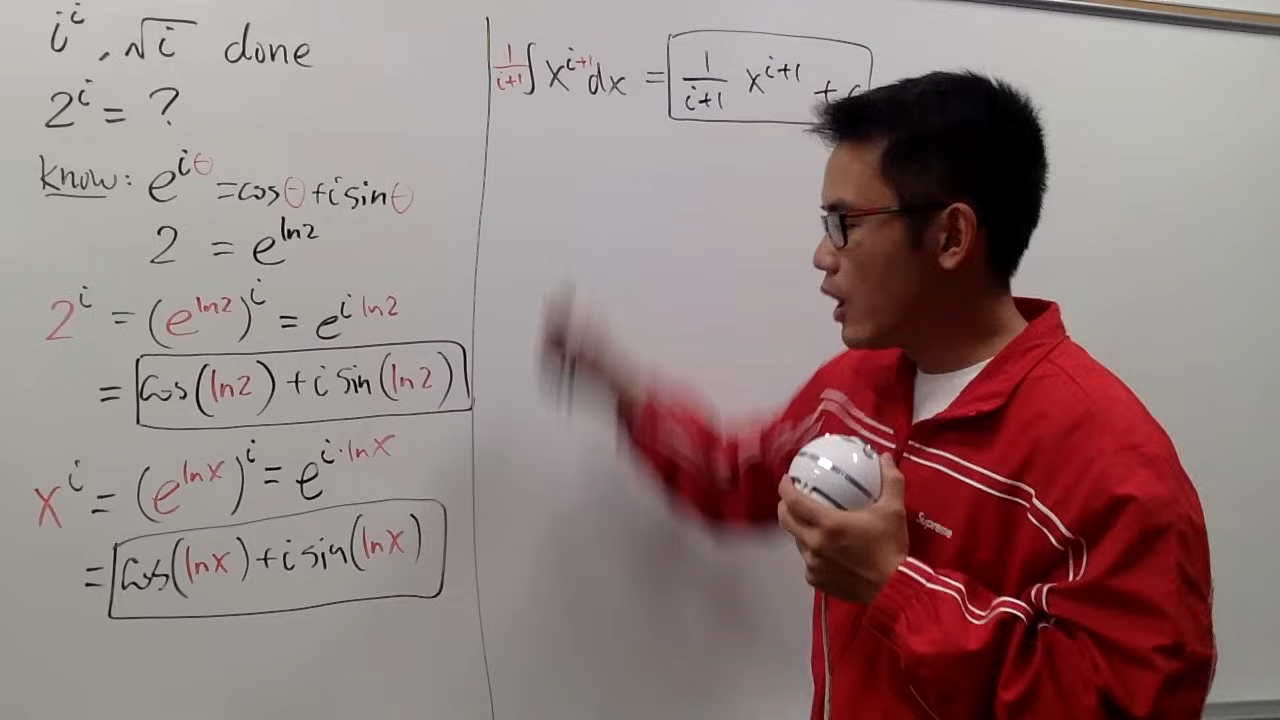 i^i, √i done
2^i = ?
Know: e^{iθ} = cosθ + i sinθ
2 = e^{ln2}
2^i = (e^{ln2})^i = e^{i ln2}
= cos(ln2) + i sin(ln2)
x^i = (e^{lnx})^i = e^{i·lnx}
= cos(lnx) + i sin(lnx)
1/(i+1) ∫ x^{i+1} dx = 1/(i+1) x^{i+1} +
Supreme